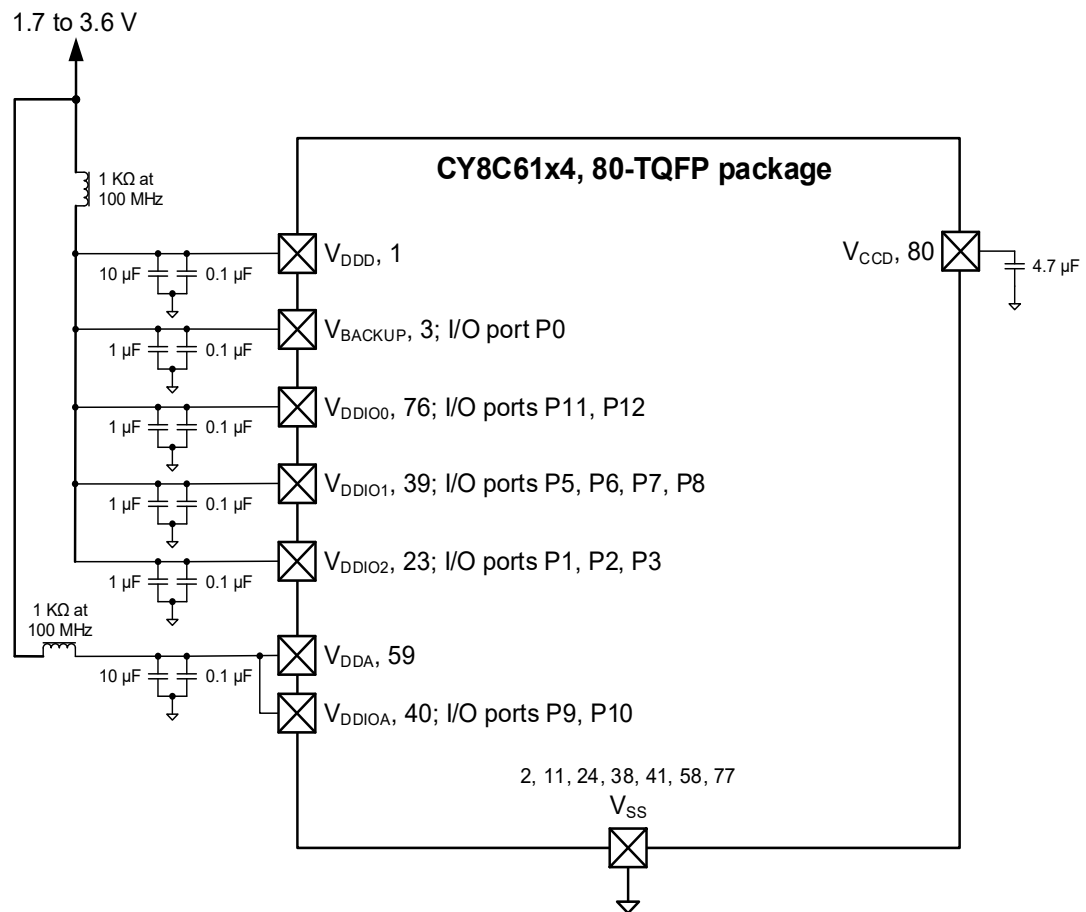 1.7 to 3.6 V
CY8C61x4, 80-TQFP package
1 KΩ at
100 MHz
10 µF
0.1 µF
VDDD, 1
VCCD, 80
4.7 µF
1 µF
0.1 µF
VBACKUP, 3; I/O port P0
1 µF
0.1 µF
VDDIO0, 76; I/O ports P11, P12
1 µF
0.1 µF
VDDIO1, 39; I/O ports P5, P6, P7, P8
1 µF
0.1 µF
VDDIO2, 23; I/O ports P1, P2, P3
1 KΩ at
100 MHz
10 µF
0.1 µF
VDDA, 59
VDDIOA, 40; I/O ports P9, P10
2, 11, 24, 38, 41, 58, 77
VSS